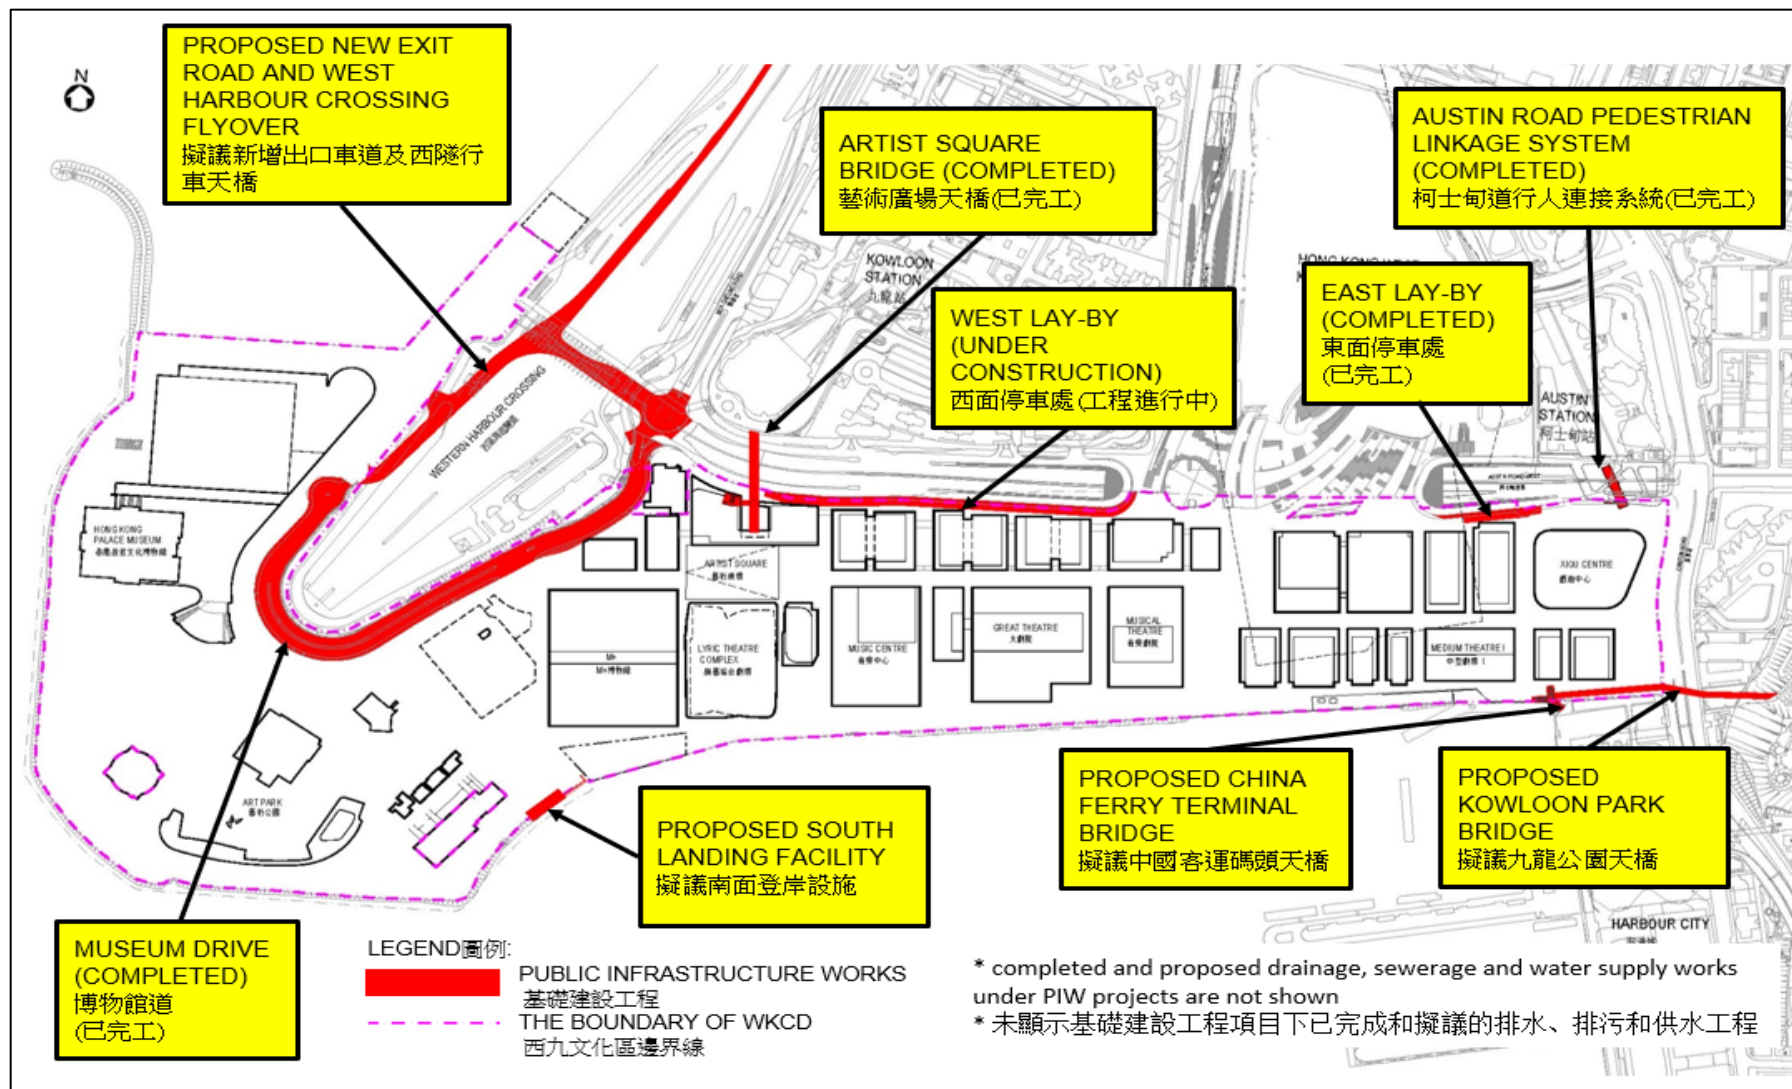 PROPOSED NEW EXIT
ROAD AND WEST
HARBOUR CROSSING
FLYOVER
擬議新增出口車道及西隧行
車天橋
N
ARTIST SQUARE
BRIDGE (COMPLETED)
藝術廣場天橋(已完工)
AUSTIN ROAD PEDESTRIAN
LINKAGE SYSTEM
(COMPLETED)
柯士甸道行人連接系統(已完工)
KOWLOON
STATION
九龍站
WEST LAY-BY
(UNDER
CONSTRUCTION)
西面停車處(工程進行中)
EAST LAY-BY
(COMPLETED)
東面停車處
(已完工)
AUSTIN
STATION
柯士甸站
WESTERN HARBOUR CROSSING
HONG KONG
PALACE MUSEUM
ARTIST SQUARE
XIQU CENTRE
戲曲中心
M+
M+博物館
LYRIC THEATRE
COMPLEX
MUSIC CENTRE
音樂中心
GREAT THEATRE
大劇院
MUSICAL
THEATRE
音樂劇院
MEDIUM THEATRE I
ART PARK
藝術公園
PROPOSED SOUTH
LANDING FACILITY
擬議南面登岸設施
PROPOSED CHINA
FERRY TERMINAL
BRIDGE
擬議中國客運碼頭天橋
PROPOSED
KOWLOON PARK
BRIDGE
擬議九龍公園天橋
HARBOUR CITY
MUSEUM DRIVE
(COMPLETED)
博物館道
(已完工)
LEGEND圖例:
PUBLIC INFRASTRUCTURE WORKS
基礎建設工程
THE BOUNDARY OF WKCD
西九文化區邊界線
* completed and proposed drainage, sewerage and water supply works
under PIW projects are not shown
* 未顯示基礎建設工程項目下已完成和擬議的排水、排污和供水工程